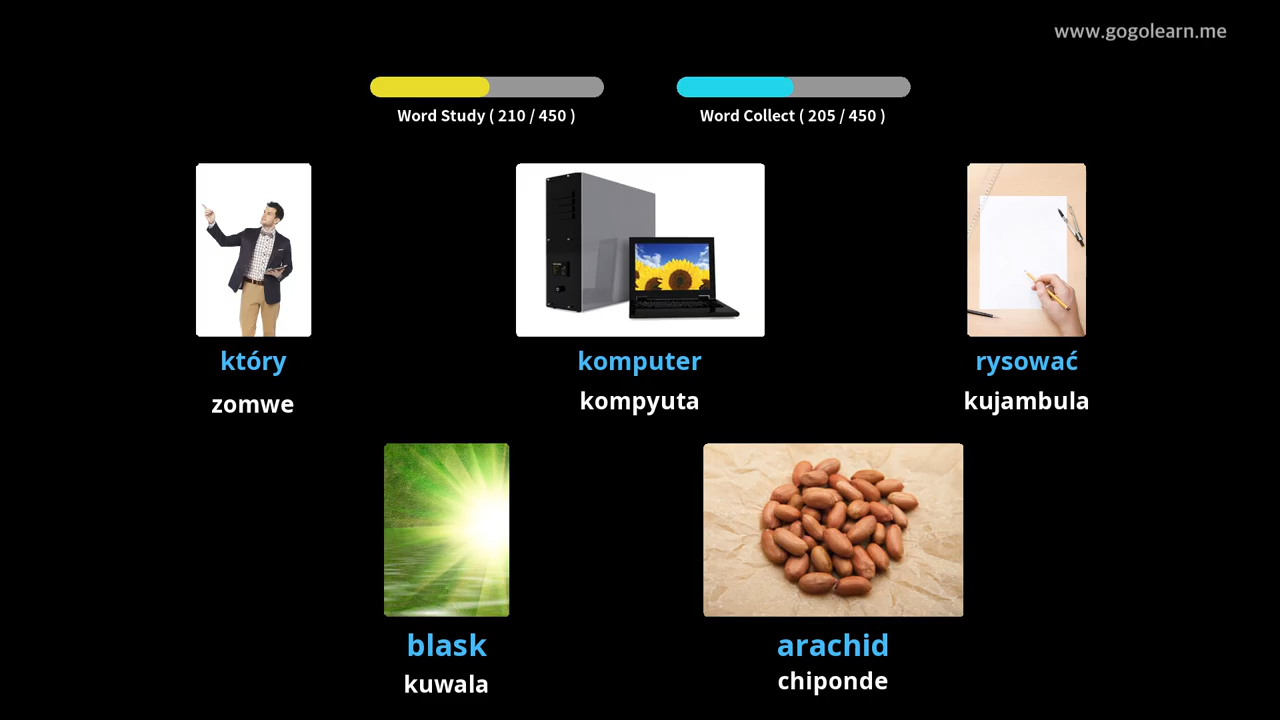 www.gogolearn.me
Word Study ( 210 / 450 )
Word Collect ( 205 / 450 )
który
komputer
rysować
zomwe
kompyuta
kujambula
blask
arachid
kuwala
chiponde